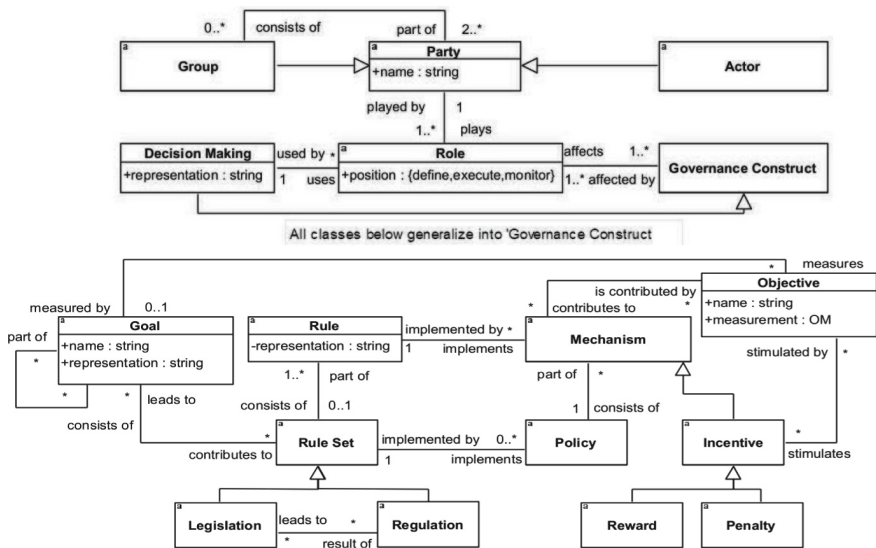 0..*
consists of
part of
2..*
a
Group
a
Party
+name : string
a
Actor
played by
1
1..*
plays
Decision Making
+representation : string
used by
*
1
uses
a
Role
+position : {define,execute,monitor}
affects
1..*
1..*
affected by
a
Governance Construct
All classes below generalize into 'Governance Construct
*
measures
measured by
0..1
is contributed by
*
contributes to
*
a
Objective
+name : string
+measurement : OM
a
Goal
+name : string
+representation : string
part of
*
*
consists of
a
Rule
-representation : string
implemented by
*
1
implements
a
Mechanism
stimulated by
*
1..*
part of
*
leads to
consists of
0..1
part of
*
1
consists of
*
contributes to
a
Rule Set
implemented by
0..*
1
implements
a
Policy
a
Incentive
*
stimulates
a
Legislation
leads to
*
*
result of
a
Regulation
a
Reward
a
Penalty